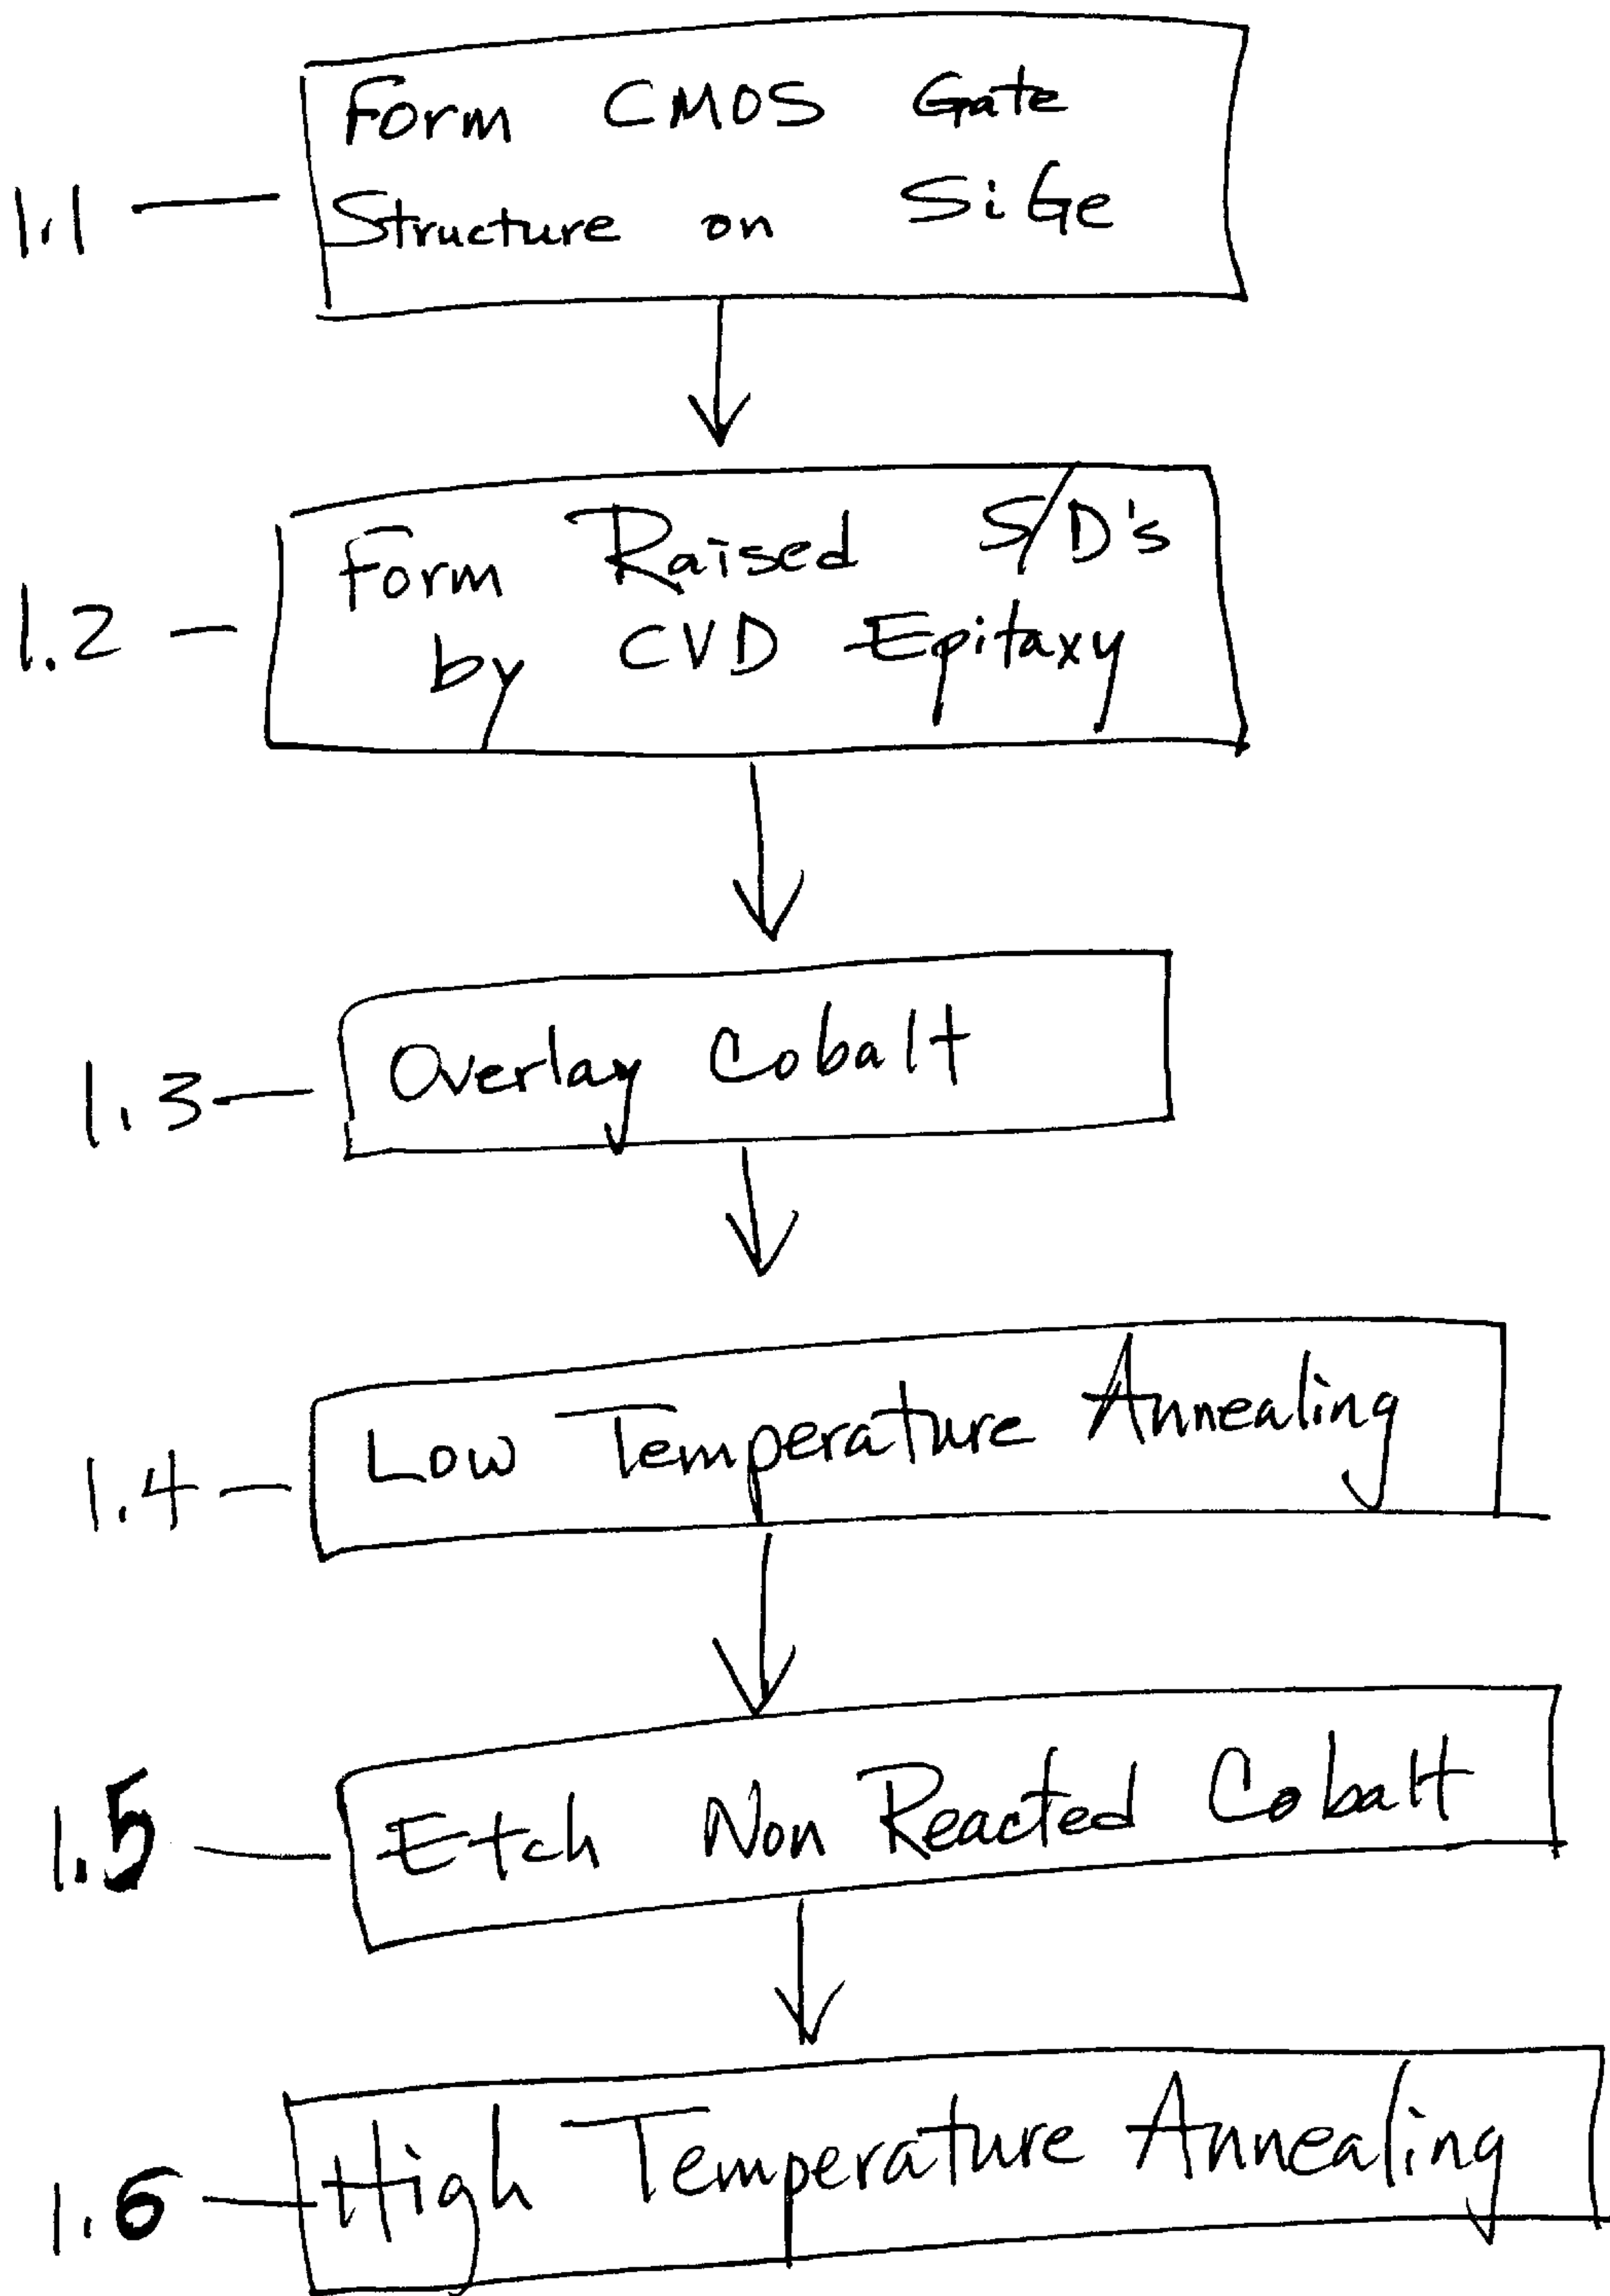 Form CMOS Gate
1.1 Structure on SiGe
Form Raised S/D's
1.2 by CVD Epitaxy
1.3 Overlay Cobalt
1.4 Low Temperature Annealing
1.5 Etch Non Reacted Cobalt
1.6 High Temperature Annealing